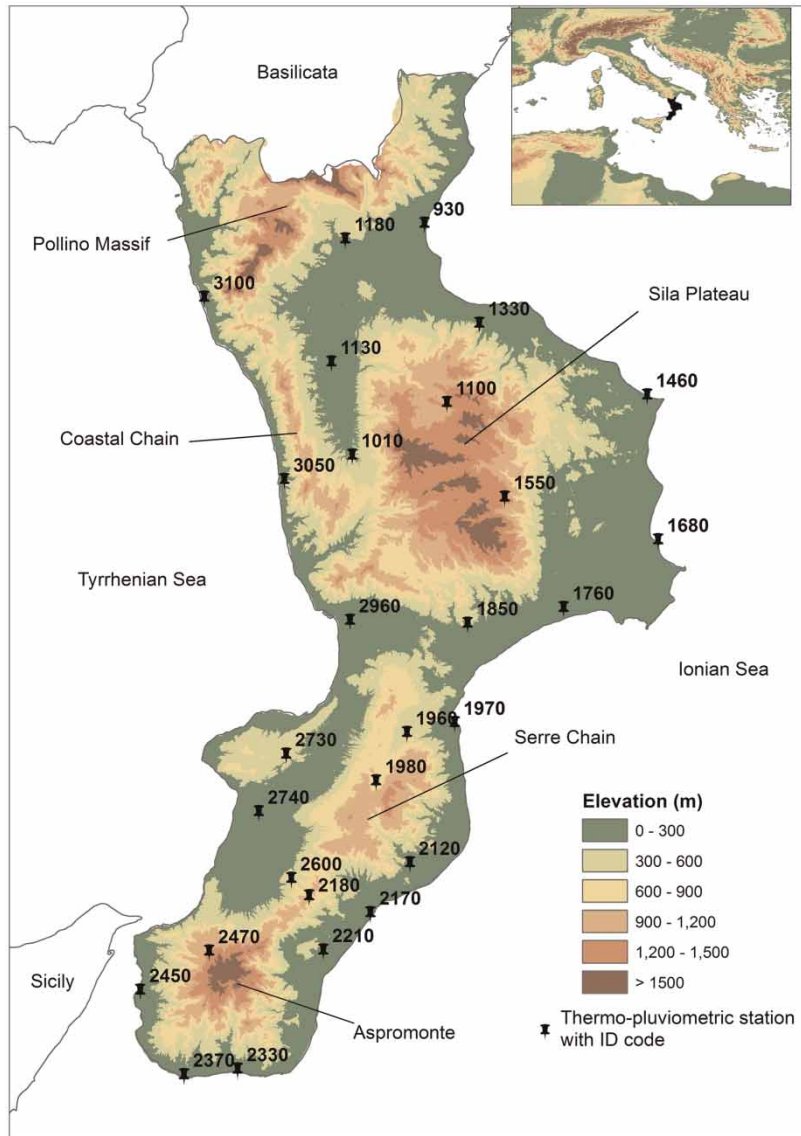 Basilicata
930
1180
Pollino Massif
3100
1330
Sila Plateau
1130
1100
1460
Coastal Chain
1010
3050
1550
1680
Tyrrhenian Sea
2960
1850
1760
Ionian Sea
1960
1970
2730
Serre Chain
1980
2740
Elevation (m)
0 - 300
300 - 600
600 - 900
900 - 1,200
1,200 - 1,500
> 1500
Thermo-pluviometric station
with ID code
2120
2600
2180
2170
2470
2210
Sicily
2450
Aspromonte
2370
2330